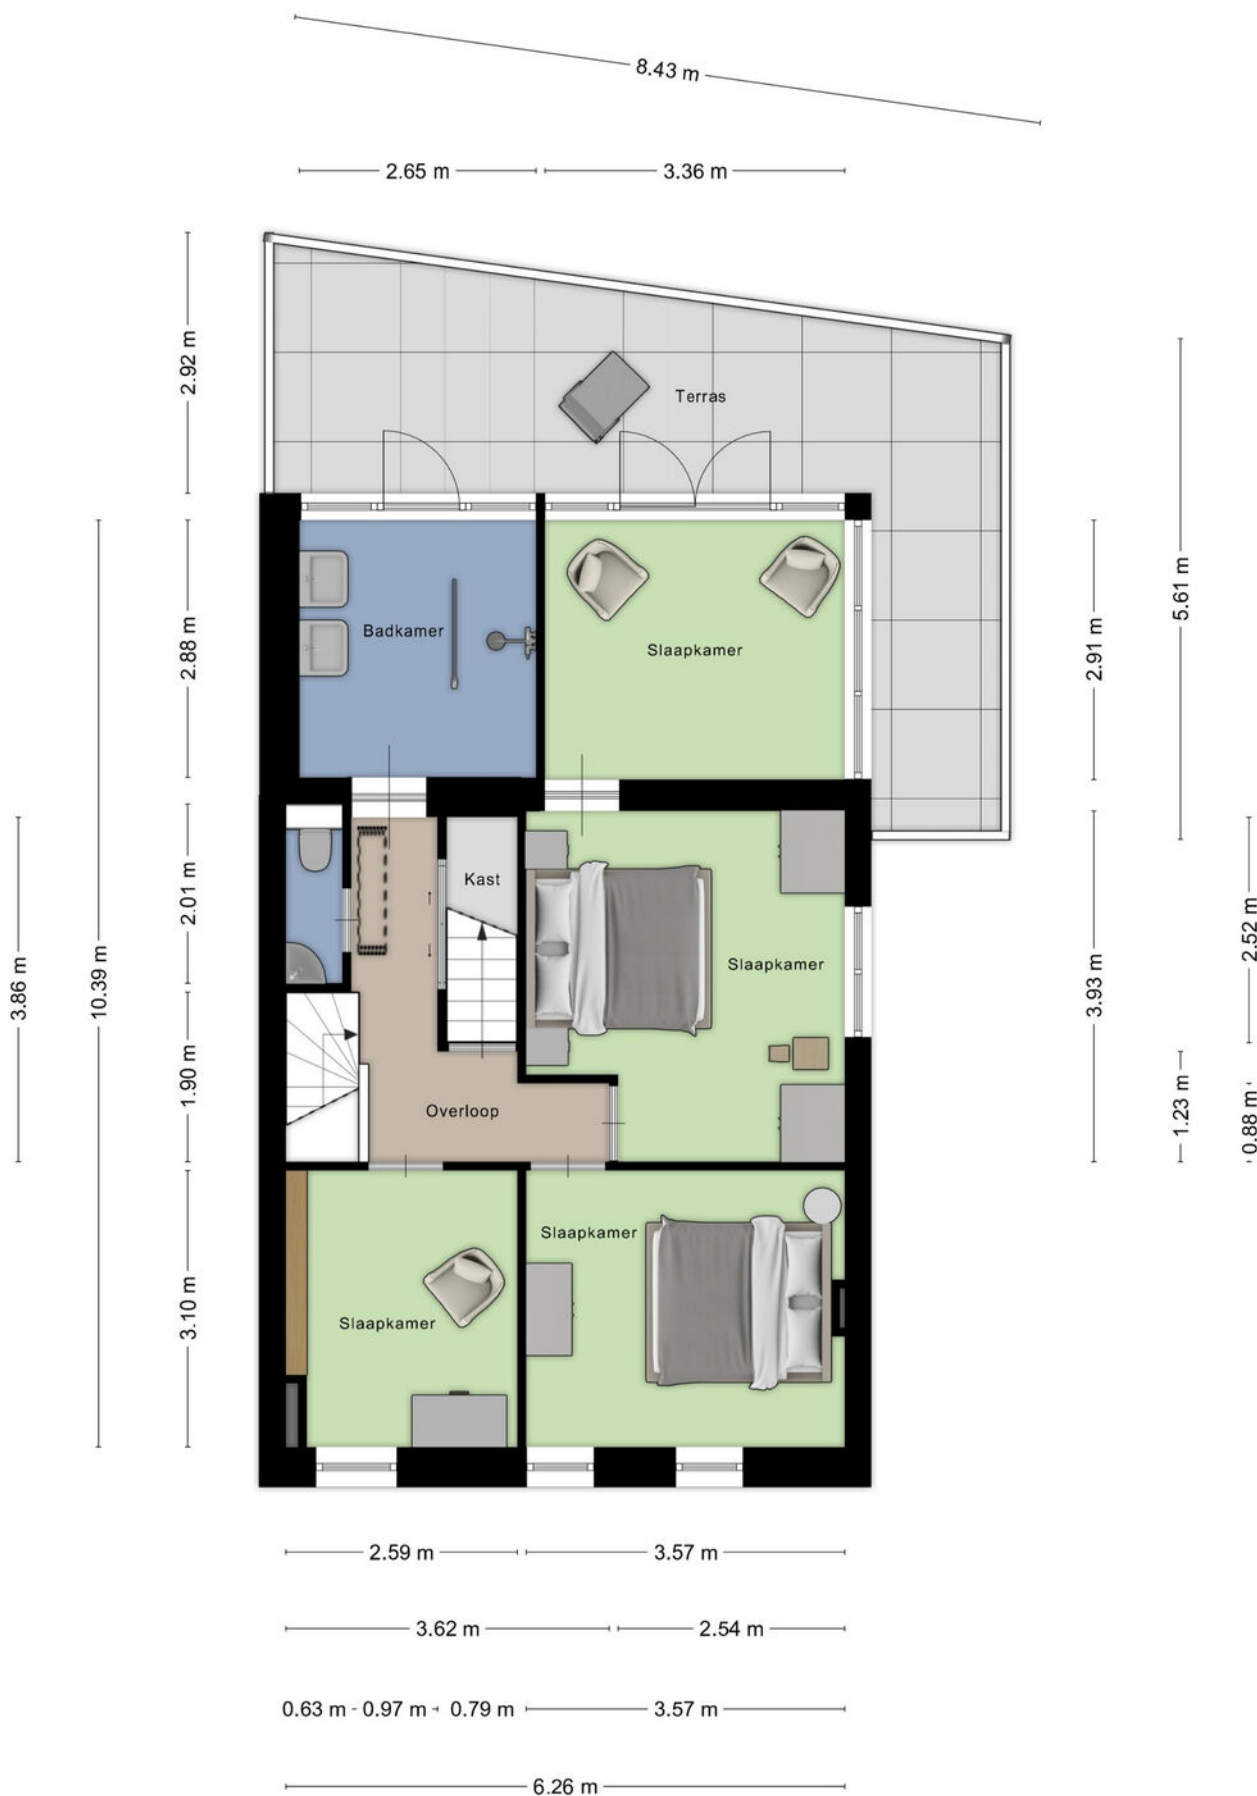 8.43 m
2.65 m
3.36 m
2.92 m
Terras
5.61 m
2.88 m
Badkamer
Slaapkamer
2.91 m
2.01 m
Kast
3.86 m
10.39 m
Slaapkamer
3.93 m
2.52 m
1.90 m
Overloop
1.23 m
0.88 m
3.10 m
Slaapkamer
Slaapkamer
2.59 m
3.57 m
3.62 m
2.54 m
0.63 m
0.97 m
0.79 m
3.57 m
6.26 m